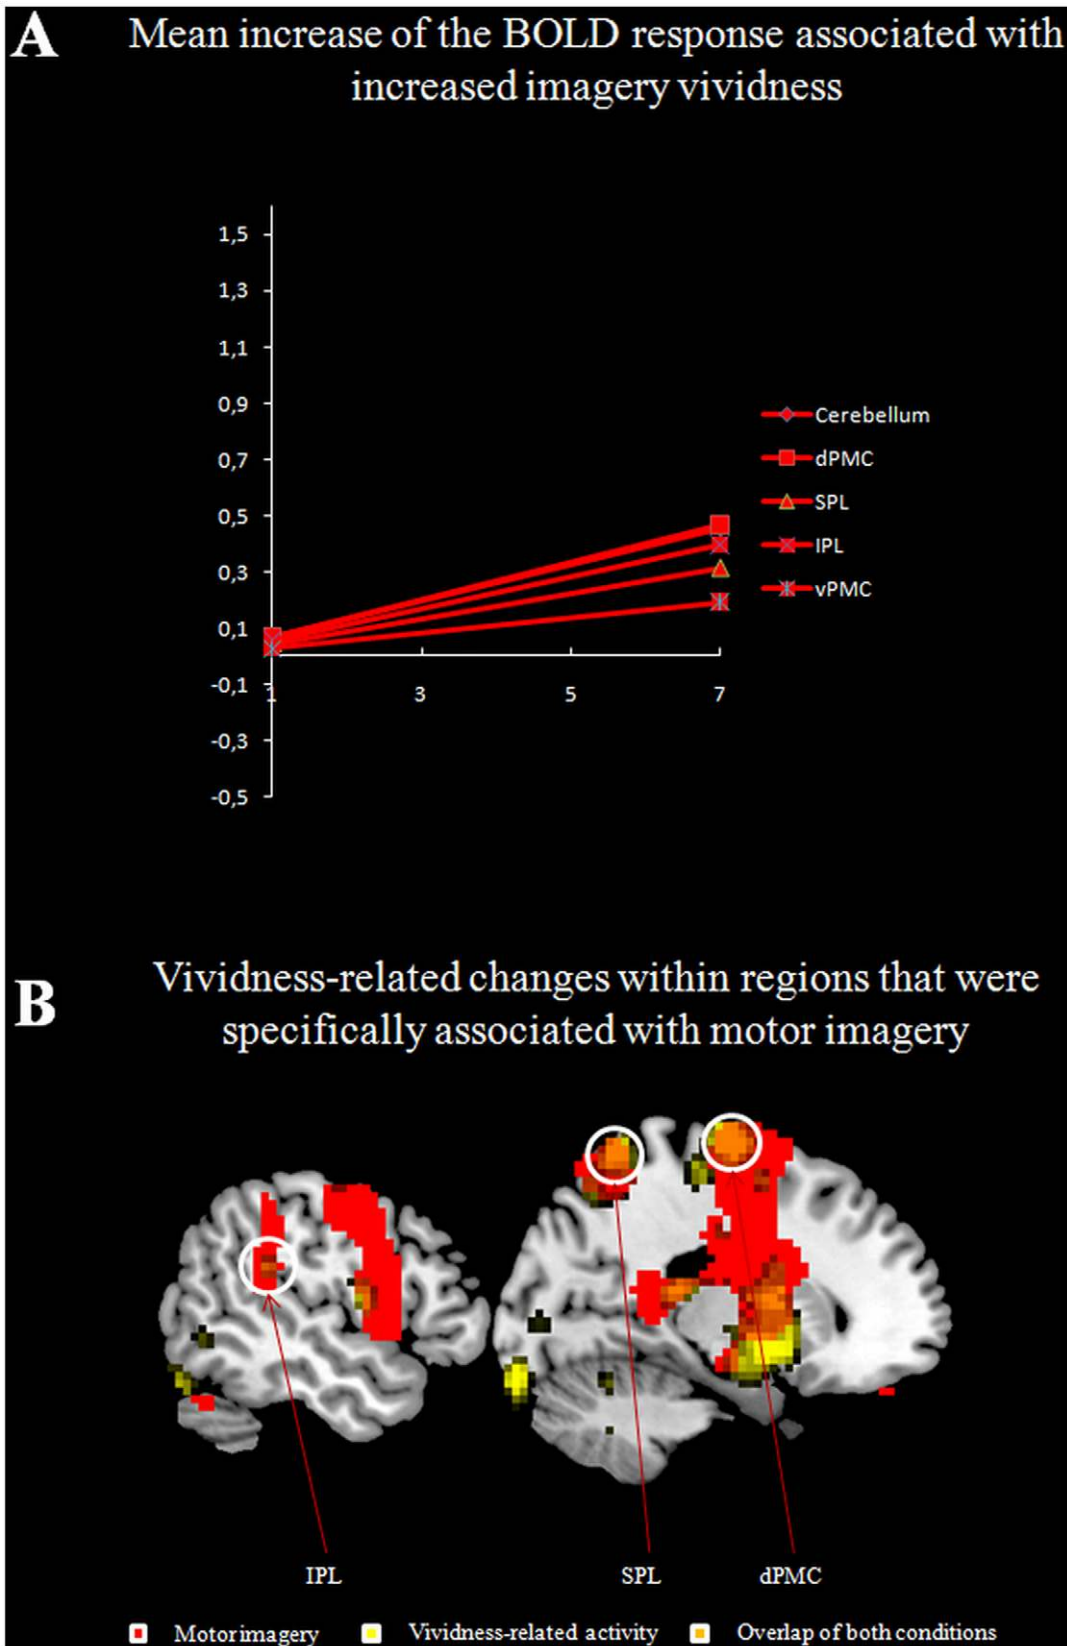 A
Mean increase of the BOLD response associated with
increased imagery vividness
1,5
1,3
1,1
0,9
0,7
0,5
0,3
0,1
-0,1
-0,3
-0,5
1 3 5 7
Cerebellum
dPMC
SPL
IPL
vPMC
B
Vividness-related changes within regions that were
specifically associated with motor imagery
IPL SPL dPMC
Motor imagery Vividness-related activity Overlap of both conditions